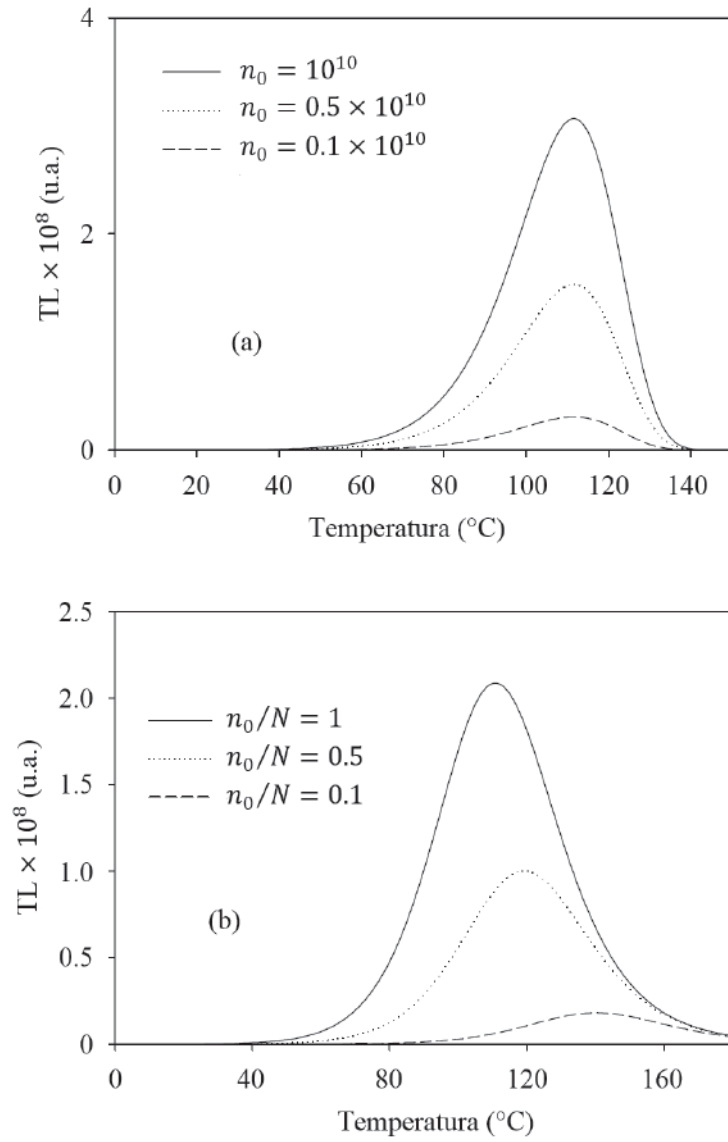 4
n₀ = 10¹⁰
n₀ = 0.5 × 10¹⁰
n₀ = 0.1 × 10¹⁰
TL × 10⁸ (u.a.)
2
(a)
0
0 20 40 60 80 100 120 140
Temperatura (°C)
2.5
n₀/N = 1
n₀/N = 0.5
n₀/N = 0.1
2.0
1.5
TL × 10⁸ (u.a.)
1.0
(b)
0.5
0
0 40 80 120 160
Temperatura (°C)